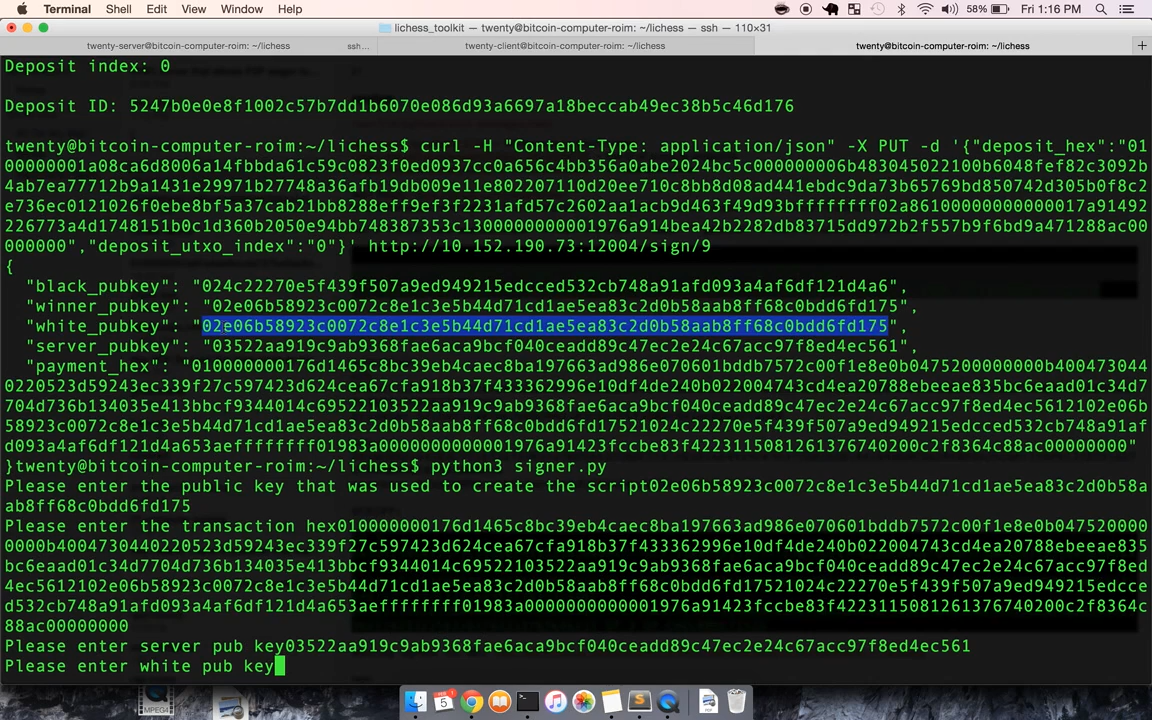 Terminal Shell Edit View Window Help 58% Fri 1:16 PM
lichess_toolkit — twenty@bitcoin-computer-roim: ~/lichess — ssh — 110×31
twenty-server@bitcoin-computer-roim: ~/lichess ssh... twenty-client@bitcoin-computer-roim: ~/lichess twenty@bitcoin-computer-roim: ~/lichess
Deposit index: 0
Deposit ID: 5247b0e0e8f1002c57b7dd1b6070e086d93a6697a18beccab49ec38b5c46d176
twenty@bitcoin-computer-roim:~/lichess$ curl -H "Content-Type: application/json" -X PUT -d '{"deposit_hex":"01
00000001a08ca6d8006a14fbbda61c59c0823f0ed0937cc0a656c4bb356a0abe2024bc5c000000006b483045022100b6048fef82c3092b
4ab7ea77712b9a1431e29971b27748a36afb19db009e11e802207110d20ee710c8bb8d08ad441ebdc9da73b65769bd850742d305b0f8c2
e736ec0121026f0ebe8bf5a37cab21bb8288eff9ef3f2231afd57c2602aa1acb9d463f49d93bffffffff02a86100000000000017a91492
226773a4d1748151b0c1d360b2050e94bb748387353c1300000000001976a914bea42b2282db83715dd972b2f557b9f6bd9a471288ac00
000000","deposit_utxo_index":"0"}' http://10.152.190.73:12004/sign/9
{
"black_pubkey": "024c22270e5f439f507a9ed949215edcced532cb748a91afd093a4af6df121d4a6",
"winner_pubkey": "02e06b58923c0072c8e1c3e5b44d71cd1ae5ea83c2d0b58aab8ff68c0bdd6fd175",
"white_pubkey": "02e06b58923c0072c8e1c3e5b44d71cd1ae5ea83c2d0b58aab8ff68c0bdd6fd175",
"server_pubkey": "03522aa919c9ab9368fae6aca9bcf040ceadd89c47ec2e24c67acc97f8ed4ec561",
"payment_hex": "010000000176d1465c8bc39eb4caec8ba197663ad986e070601bddb7572c00f1e8e0b0475200000000b400473044
0220523d59243ec339f27c597423d624cea67cfa918b37f433362996e10df4de240b022004743cd4ea20788ebeeae835bc6eaad01c34d7
704d736b134035e413bbcf9344014c69522103522aa919c9ab9368fae6aca9bcf040ceadd89c47ec2e24c67acc97f8ed4ec5612102e06b
58923c0072c8e1c3e5b44d71cd1ae5ea83c2d0b58aab8ff68c0bdd6fd17521024c22270e5f439f507a9ed949215edcced532cb748a91af
d093a4af6df121d4a653aeffffffff01983a0000000000001976a91423fccbe83f4223115081261376740200c2f8364c88ac00000000"
}twenty@bitcoin-computer-roim:~/lichess$ python3 signer.py
Please enter the public key that was used to create the script02e06b58923c0072c8e1c3e5b44d71cd1ae5ea83c2d0b58a
ab8ff68c0bdd6fd175
Please enter the transaction hex010000000176d1465c8bc39eb4caec8ba197663ad986e070601bddb7572c00f1e8e0b047520000
0000b4004730440220523d59243ec339f27c597423d624cea67cfa918b37f433362996e10df4de240b022004743cd4ea20788ebeeae835
bc6eaad01c34d7704d736b134035e413bbcf9344014c69522103522aa919c9ab9368fae6aca9bcf040ceadd89c47ec2e24c67acc97f8ed
4ec5612102e06b58923c0072c8e1c3e5b44d71cd1ae5ea83c2d0b58aab8ff68c0bdd6fd17521024c22270e5f439f507a9ed949215edcce
d532cb748a91afd093a4af6df121d4a653aeffffffff01983a0000000000001976a91423fccbe83f4223115081261376740200c2f8364c
88ac00000000
Please enter server pub key03522aa919c9ab9368fae6aca9bcf040ceadd89c47ec2e24c67acc97f8ed4ec561
Please enter white pub key